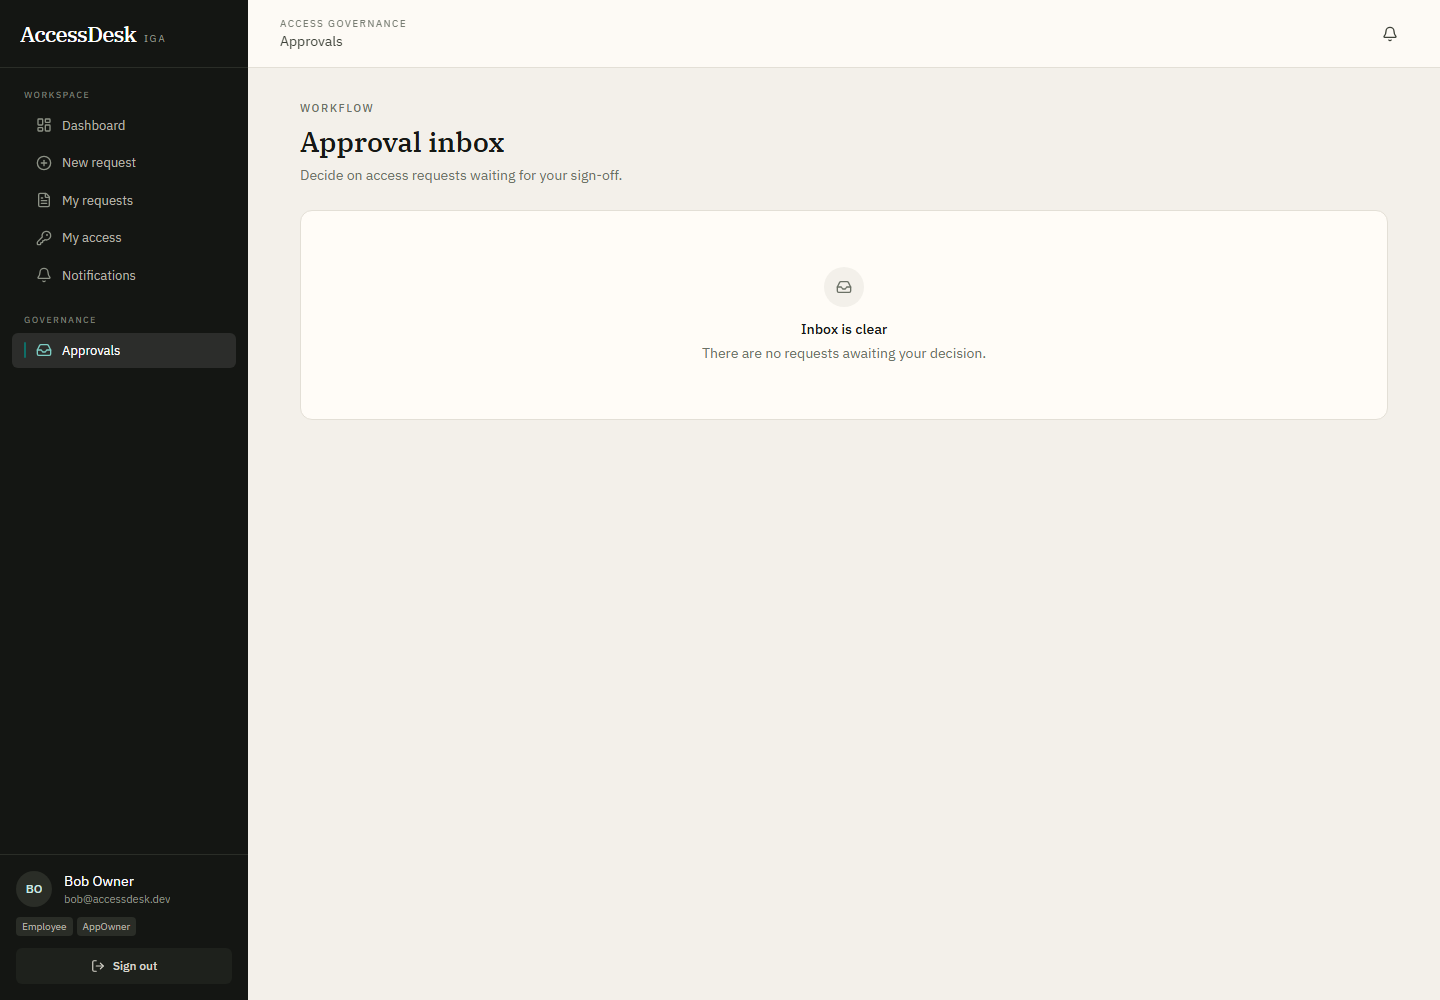 AccessDesk IGA
WORKSPACE
Dashboard
New request
My requests
My access
Notifications
GOVERNANCE
Approvals
Bob Owner
BO
bob@accessdesk.dev
Employee AppOwner
Sign out
ACCESS GOVERNANCE
Approvals
WORKFLOW
Approval inbox
Decide on access requests waiting for your sign-off.
Inbox is clear
There are no requests awaiting your decision.